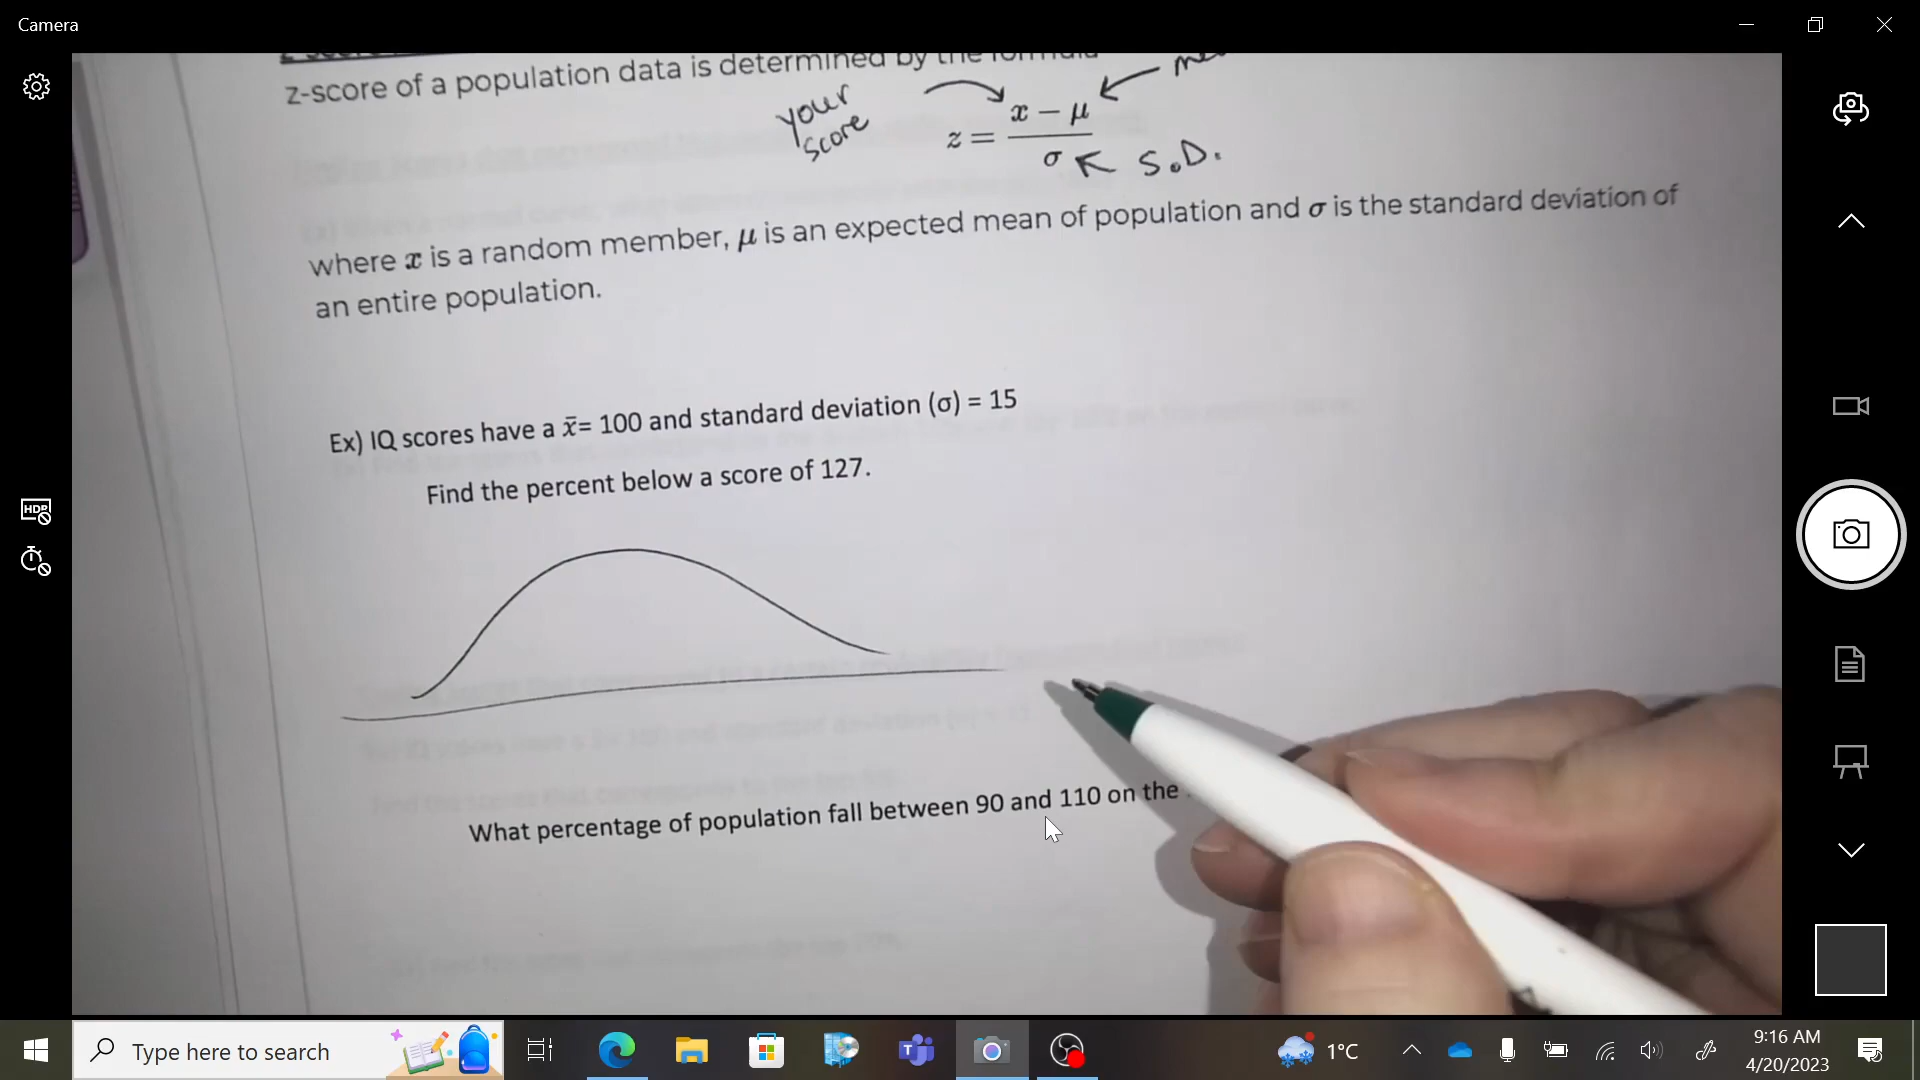 Camera
z-score of a population data is determined by the formula
your
score
z = x − μ
σ
S.D.
where x is a random member, μ is an expected mean of population and σ is the standard deviation of
an entire population.
Ex) IQ scores have a x̄= 100 and standard deviation (σ) = 15
Find the percent below a score of 127.
What percentage of population fall between 90 and 110 on the
HDR
Type here to search
1°C
9:16 AM
4/20/2023